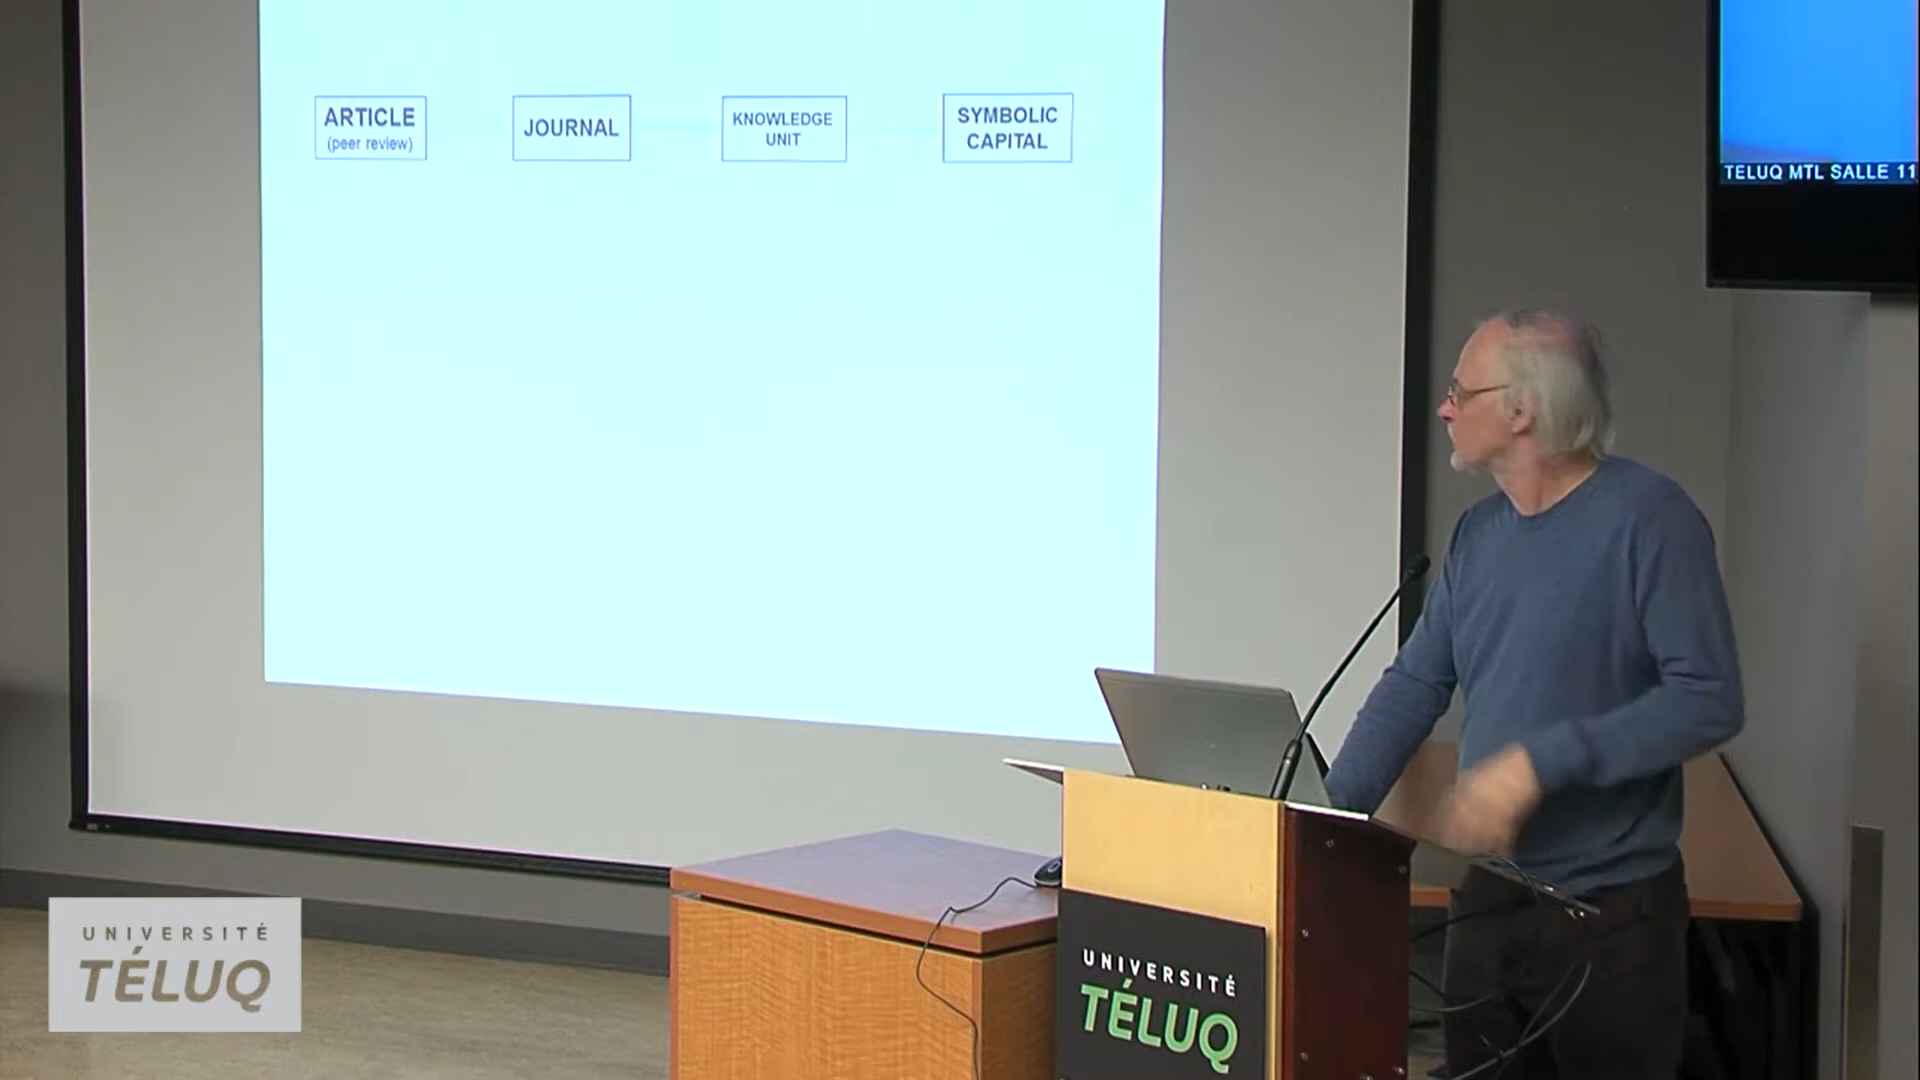 ARTICLE
(peer review)
JOURNAL
KNOWLEDGE
UNIT
SYMBOLIC
CAPITAL
TELUQ MTL SALLE 11
UNIVERSITÉ
TÉLUQ
UNIVERSITÉ
TÉLUQ